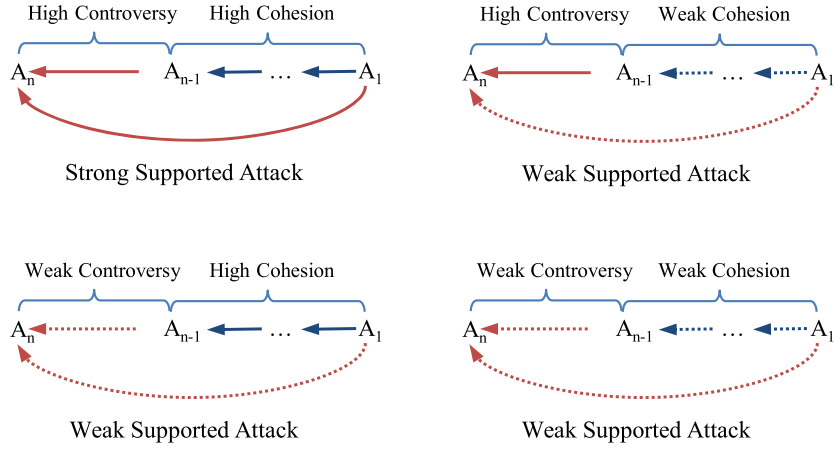 High Controversy High Cohesion
Aₙ Aₙ₋₁ … A₁
Strong Supported Attack
High Controversy Weak Cohesion
Aₙ Aₙ₋₁ … A₁
Weak Supported Attack
Weak Controversy High Cohesion
Aₙ Aₙ₋₁ … A₁
Weak Supported Attack
Weak Controversy Weak Cohesion
Aₙ Aₙ₋₁ … A₁
Weak Supported Attack